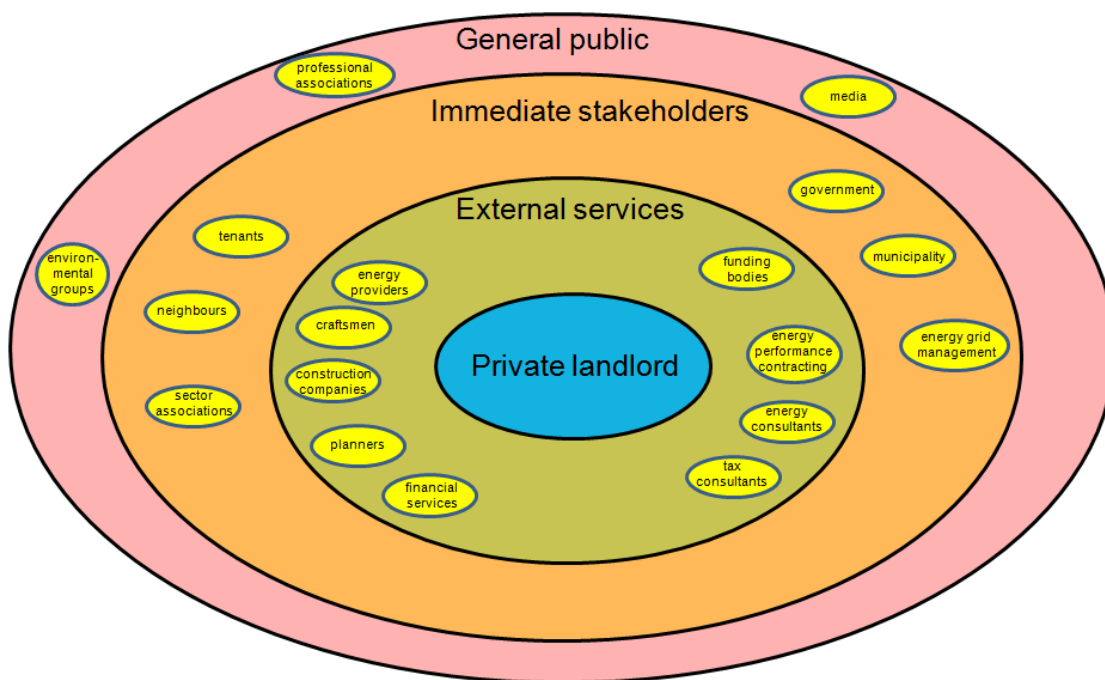 General public
professional
associations
media
Immediate stakeholders
government
External services
tenants
municipality
environ-
mental
groups
energy
providers
funding
bodies
neighbours
craftsmen
energy grid
management
energy
performance
contracting
Private landlord
construction
companies
sector
associations
energy
consultants
planners
tax
consultants
financial
services